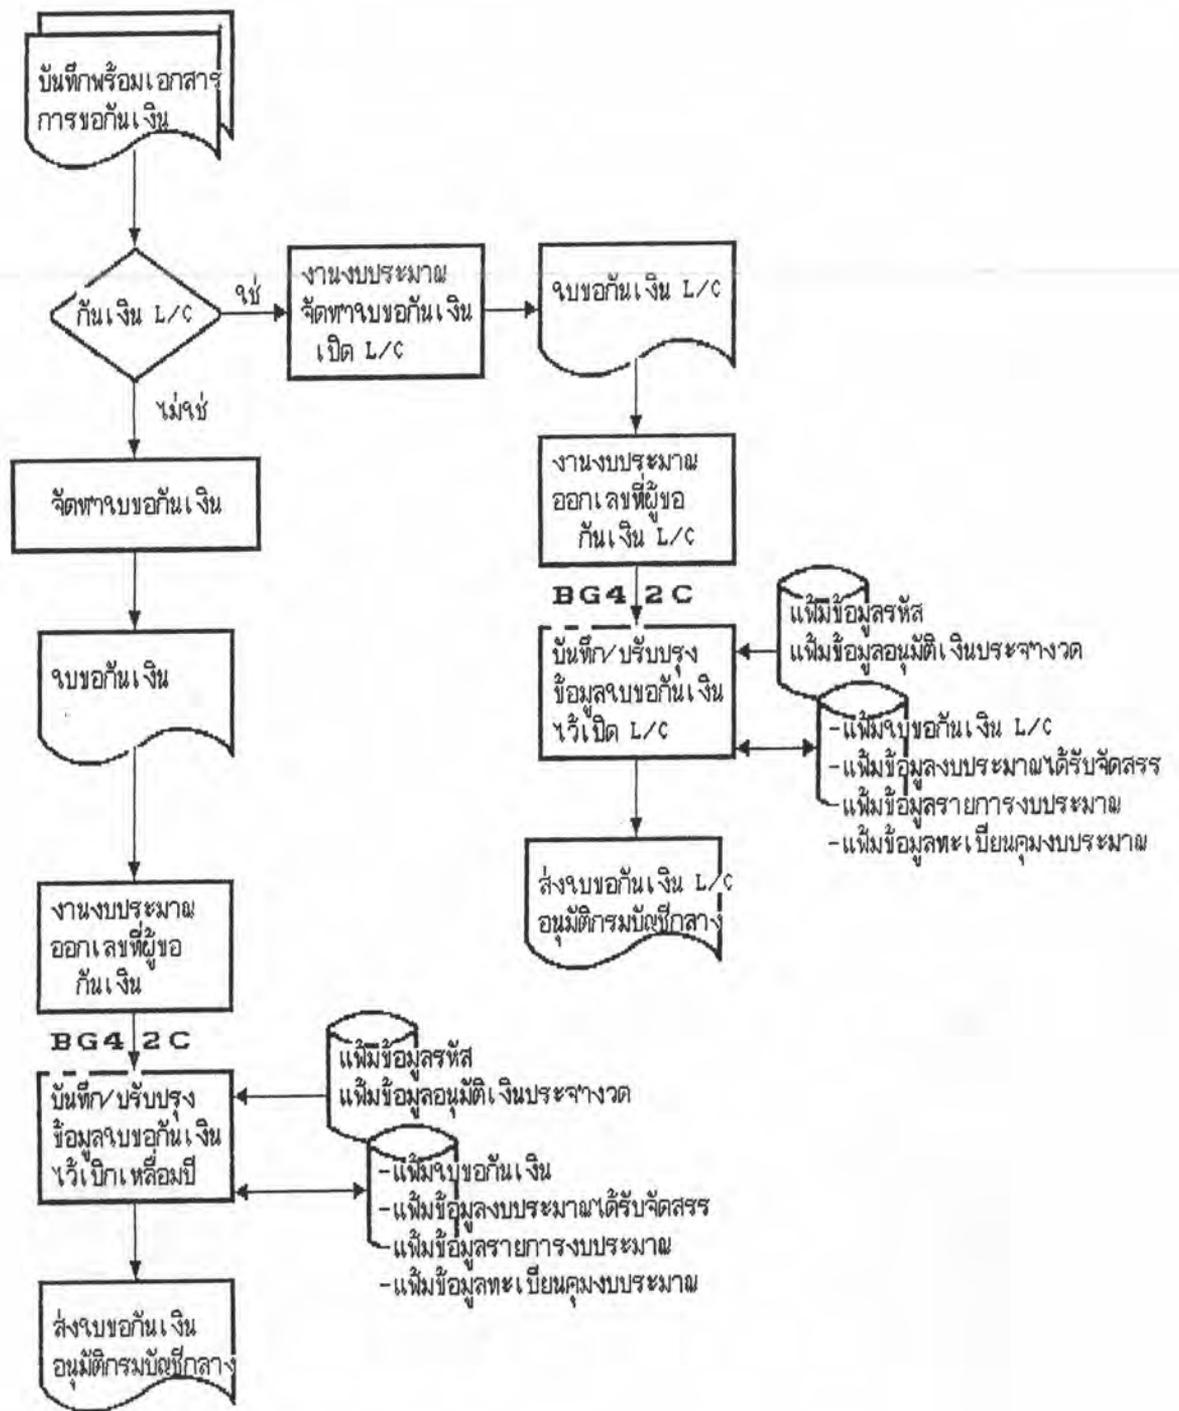 บันทึกพร้อมเอกสาร
การขอกันเงิน
กันเงิน L/C
ใช่
งานงบประมาณ
จัดทำใบขอกันเงิน
เปิด L/C
ใบขอกันเงิน L/C
ไม่ใช่
จัดทำใบขอกันเงิน
งานงบประมาณ
ออกเลขที่ผู้ขอ
กันเงิน L/C
BG42C
บันทึก/ปรับปรุง
ข้อมูลใบขอกันเงิน
ไว้เปิด L/C
แฟ้มข้อมูลรหัส
แฟ้มข้อมูลอนุมัติเงินประจำงวด
-แฟ้มใบขอกันเงิน L/C
-แฟ้มข้อมูลงบประมาณได้รับจัดสรร
-แฟ้มข้อมูลรายการงบประมาณ
-แฟ้มข้อมูลทะเบียนคุมงบประมาณ
ส่งใบขอกันเงิน L/C
อนุมัติกรมบัญชีกลาง
ใบขอกันเงิน
งานงบประมาณ
ออกเลขที่ผู้ขอ
กันเงิน
BG42C
บันทึก/ปรับปรุง
ข้อมูลใบขอกันเงิน
ไว้เบิกเหลื่อมปี
แฟ้มข้อมูลรหัส
แฟ้มข้อมูลอนุมัติเงินประจำงวด
-แฟ้มใบขอกันเงิน
-แฟ้มข้อมูลงบประมาณได้รับจัดสรร
-แฟ้มข้อมูลรายการงบประมาณ
-แฟ้มข้อมูลทะเบียนคุมงบประมาณ
ส่งใบขอกันเงิน
อนุมัติกรมบัญชีกลาง